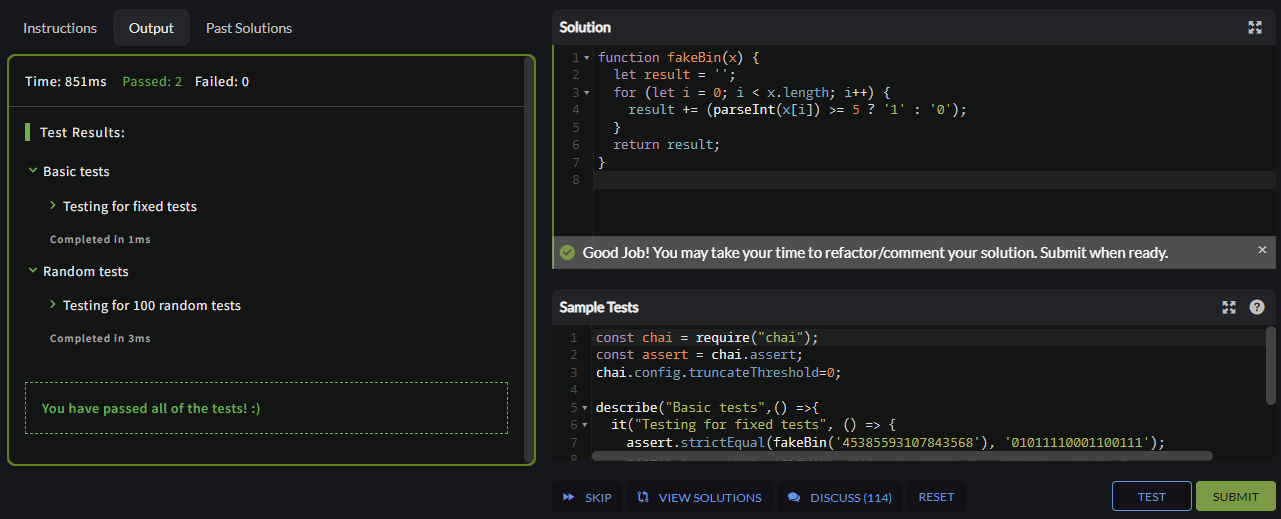 Instructions Output Past Solutions
Time: 851ms Passed: 2 Failed: 0
Test Results:
Basic tests
Testing for fixed tests
Completed in 1ms
Random tests
Testing for 100 random tests
Completed in 3ms
You have passed all of the tests! :)
Solution
1 function fakeBin(x) {
2 let result = '';
3 for (let i = 0; i < x.length; i++) {
4 result += (parseInt(x[i]) >= 5 ? '1' : '0');
5 }
6 return result;
7 }
8
Good Job! You may take your time to refactor/comment your solution. Submit when ready.
Sample Tests
1 const chai = require("chai");
2 const assert = chai.assert;
3 chai.config.truncateThreshold=0;
4
5 describe("Basic tests",() =>{
6 it("Testing for fixed tests", () => {
7 assert.strictEqual(fakeBin('45385593107843568'), '01011110001100111');
8
SKIP VIEW SOLUTIONS DISCUSS (114) RESET TEST SUBMIT